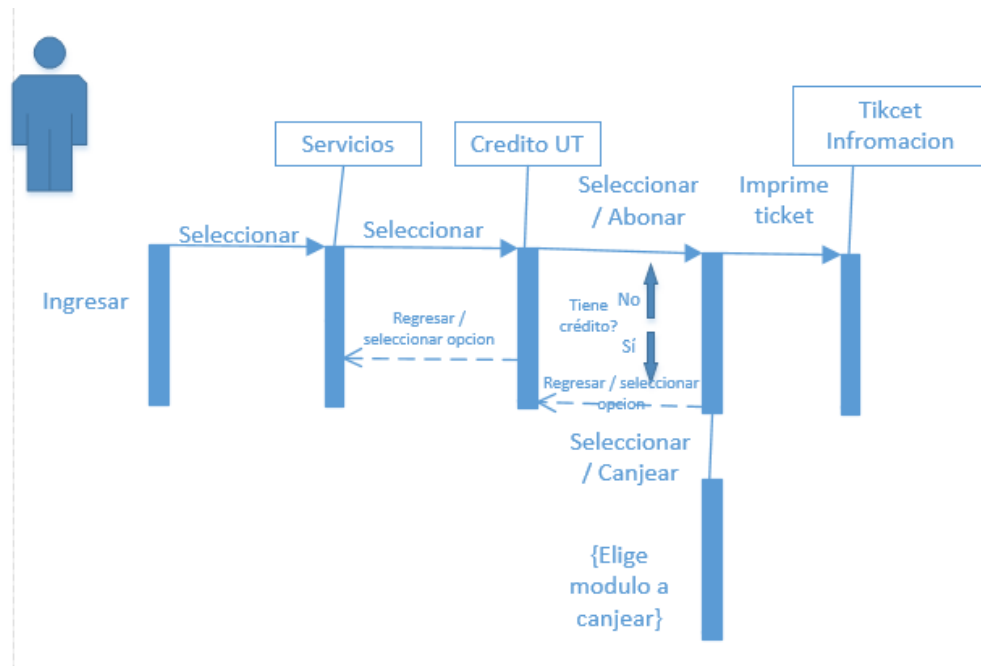 Tikcet
Infromacion
Servicios
Credito UT
Seleccionar
/ Abonar
Imprime
ticket
Seleccionar
Seleccionar
Ingresar
Tiene
crédito?
No
Sí
Regresar /
seleccionar opcion
Regresar / seleccionar
opcion
Seleccionar
/ Canjear
{Elige
modulo a
canjear}